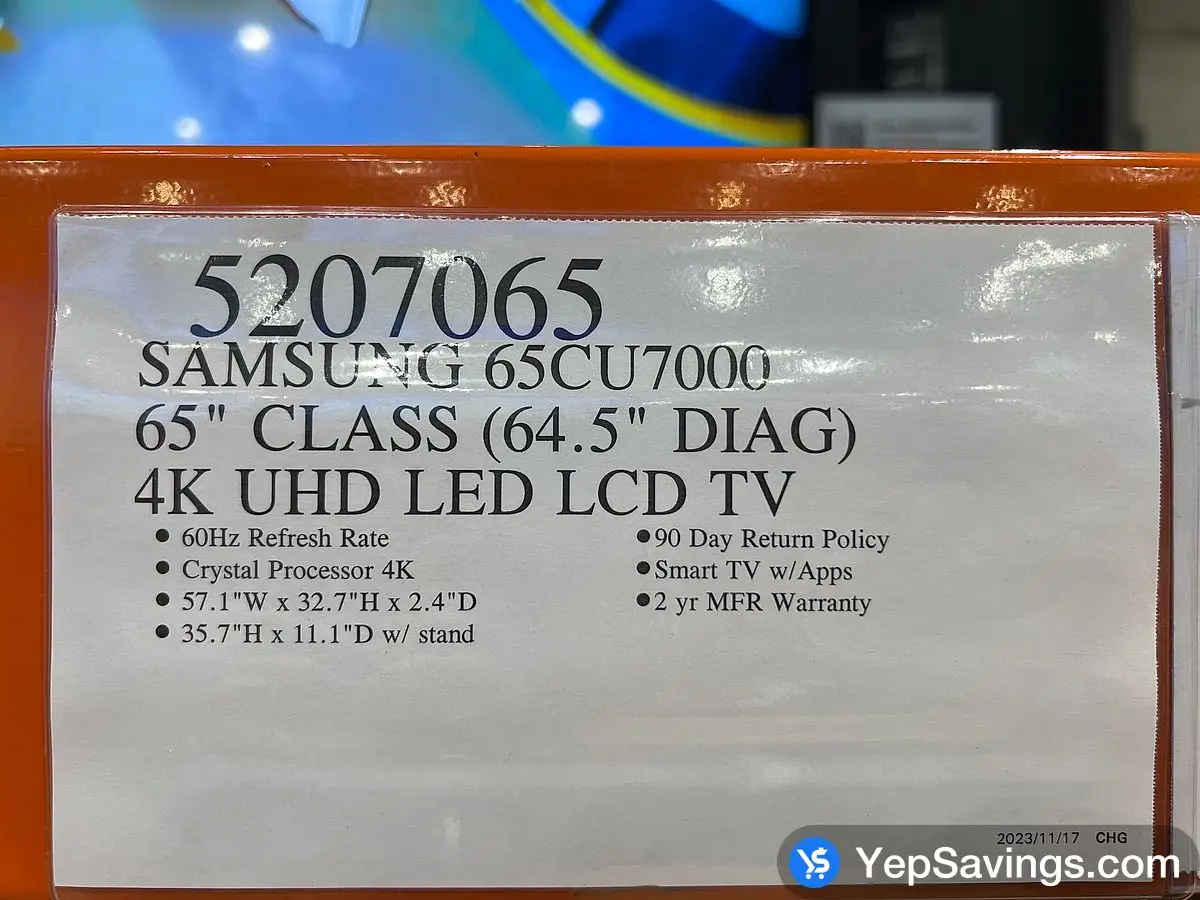 5207065
SAMSUNG 65CU7000
65" CLASS (64.5" DIAG)
4K UHD LED LCD TV
● 60Hz Refresh Rate
● Crystal Processor 4K
● 57.1"W x 32.7"H x 2.4"D
● 35.7"H x 11.1"D w/ stand
●90 Day Return Policy
●Smart TV w/Apps
●2 yr MFR Warranty
2023/11/17 CHG
YepSavings.com